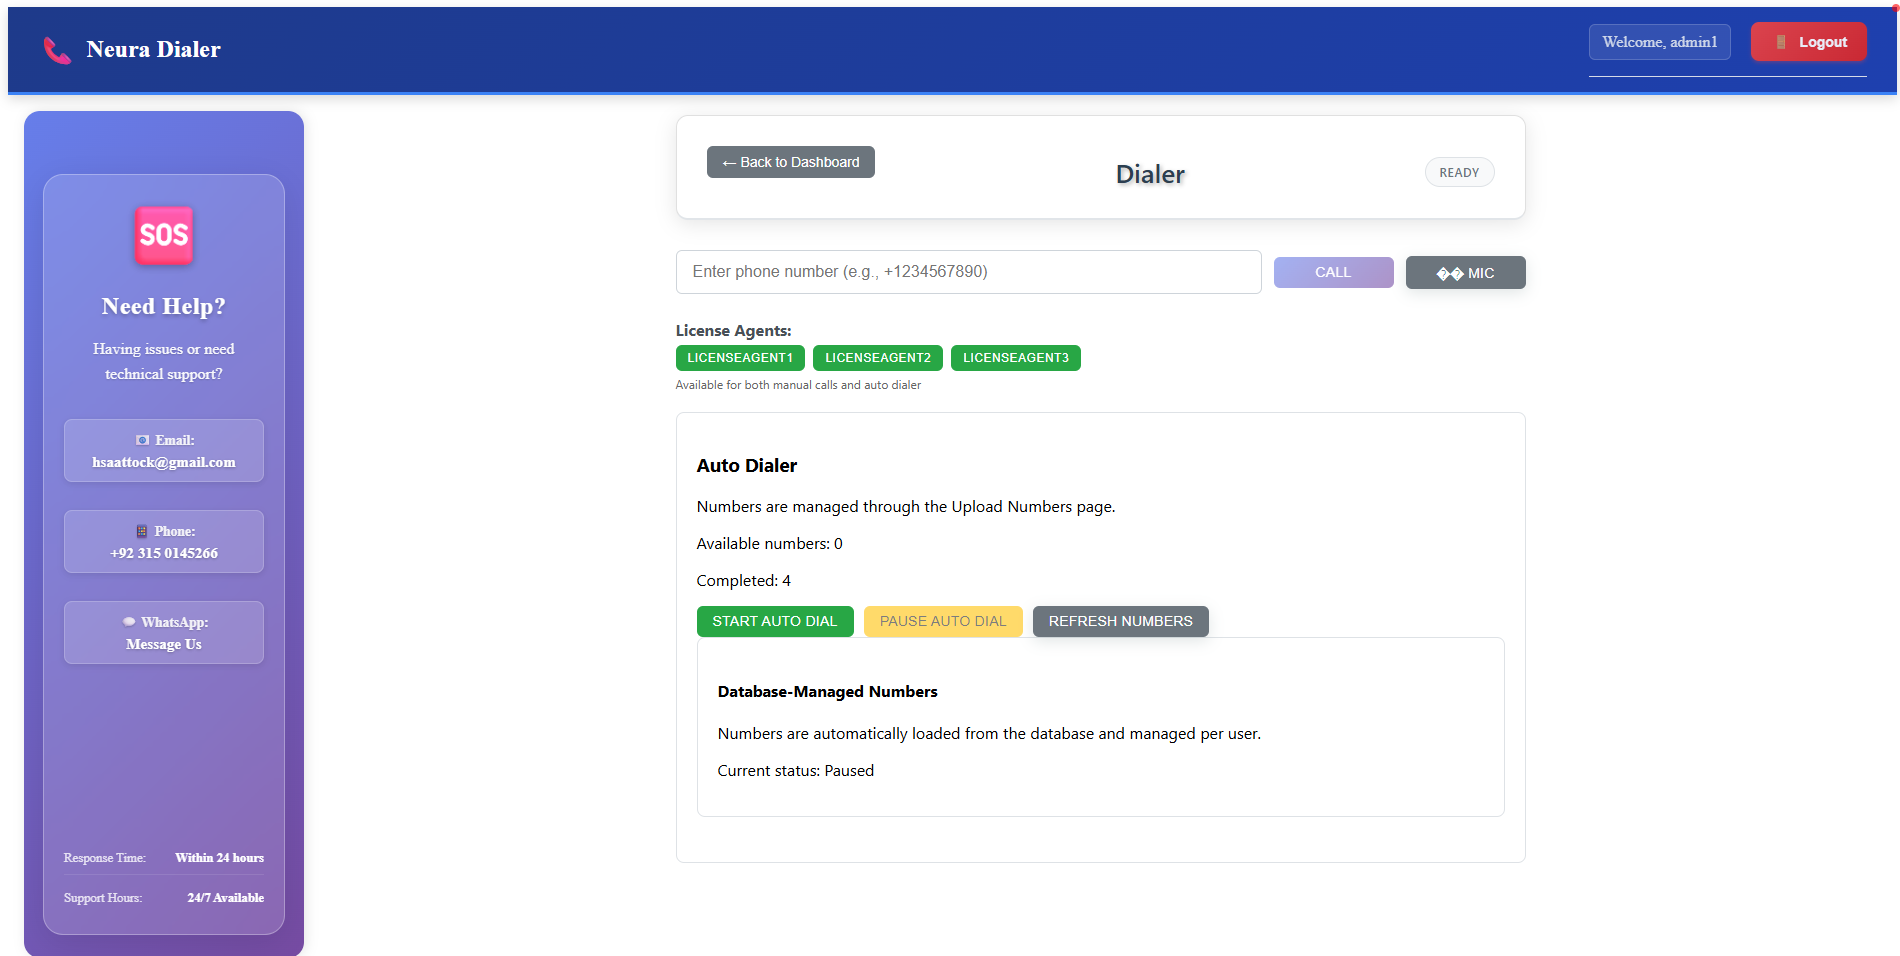 Neura Dialer
Welcome, admin1
Logout
SOS
Need Help?
Having issues or need
technical support?
Email:
hsaattock@gmail.com
Phone:
+92 315 0145266
WhatsApp:
Message Us
Response Time: Within 24 hours
Support Hours: 24/7 Available
← Back to Dashboard
Dialer
READY
Enter phone number (e.g., +1234567890)
CALL
�� MIC
License Agents:
LICENSEAGENT1 LICENSEAGENT2 LICENSEAGENT3
Available for both manual calls and auto dialer
Auto Dialer
Numbers are managed through the Upload Numbers page.
Available numbers: 0
Completed: 4
START AUTO DIAL PAUSE AUTO DIAL REFRESH NUMBERS
Database-Managed Numbers
Numbers are automatically loaded from the database and managed per user.
Current status: Paused